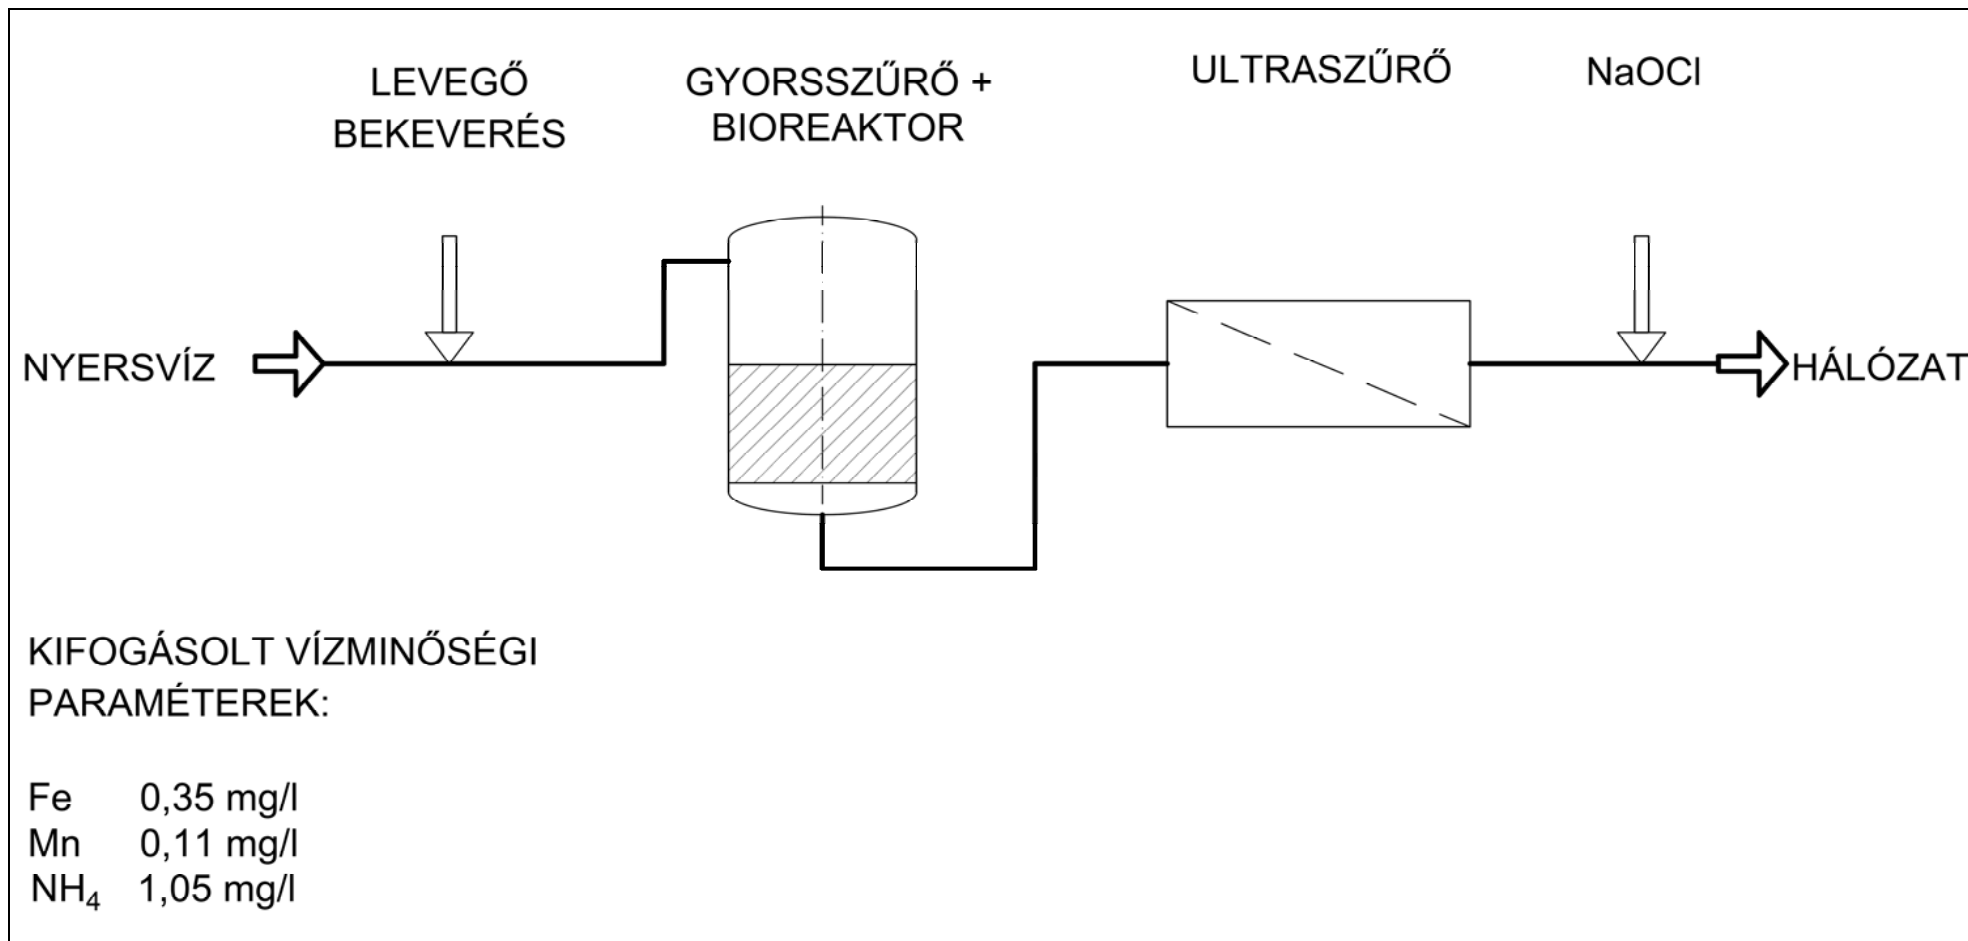 LEVEGŐ
BEKEVERÉS
GYORSSZŰRŐ +
BIOREAKTOR
ULTRASZŰRŐ
NaOCl
NYERSVÍZ
HÁLÓZAT
KIFOGÁSOLT VÍZMINŐSÉGI
PARAMÉTEREK:
Fe 0,35 mg/l
Mn 0,11 mg/l
NH₄ 1,05 mg/l